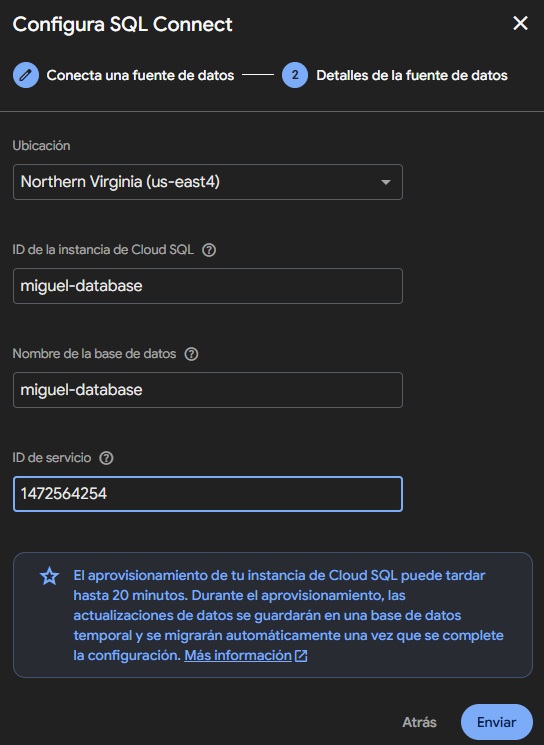 Configura SQL Connect
Conecta una fuente de datos
2 Detalles de la fuente de datos
Ubicación
Northern Virginia (us-east4)
ID de la instancia de Cloud SQL
miguel-database
Nombre de la base de datos
miguel-database
ID de servicio
1472564254
El aprovisionamiento de tu instancia de Cloud SQL puede tardar
hasta 20 minutos. Durante el aprovisionamiento, las
actualizaciones de datos se guardarán en una base de datos
temporal y se migrarán automáticamente una vez que se complete
la configuración. Más información
Atrás
Enviar